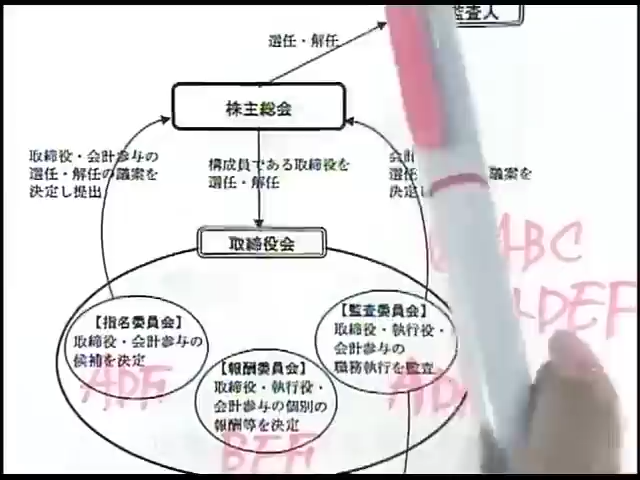 監査人
選任・解任
株主総会
取締役・会計参与の
選任・解任の議案を
決定し提出
構成員である取締役を
選任・解任
会計
選任
議案を
決定し
取締役会
ABC
DEF
【指名委員会】
取締役・会計参与の
候補を決定
ADF
【報酬委員会】
取締役・執行役・
会計参与の個別の
報酬等を決定
BEF
【監査委員会】
取締役・執行役・
会計参与の
職務執行を監査
AD